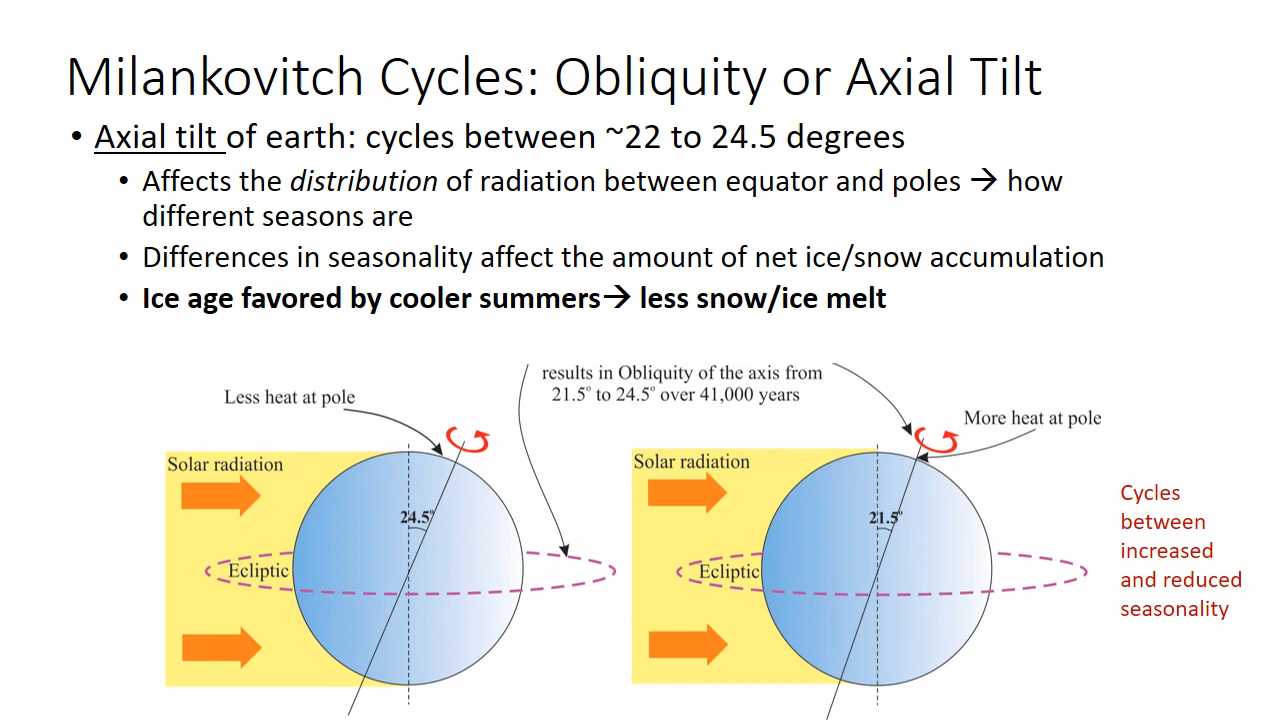 Milankovitch Cycles: Obliquity or Axial Tilt
• Axial tilt of earth: cycles between ~22 to 24.5 degrees
• Affects the distribution of radiation between equator and poles → how
different seasons are
• Differences in seasonality affect the amount of net ice/snow accumulation
• Ice age favored by cooler summers→ less snow/ice melt
results in Obliquity of the axis from
21.5° to 24.5° over 41,000 years
Less heat at pole
More heat at pole
Solar radiation
24.5°
Ecliptic
Solar radiation
21.5°
Ecliptic
Cycles
between
increased
and reduced
seasonality